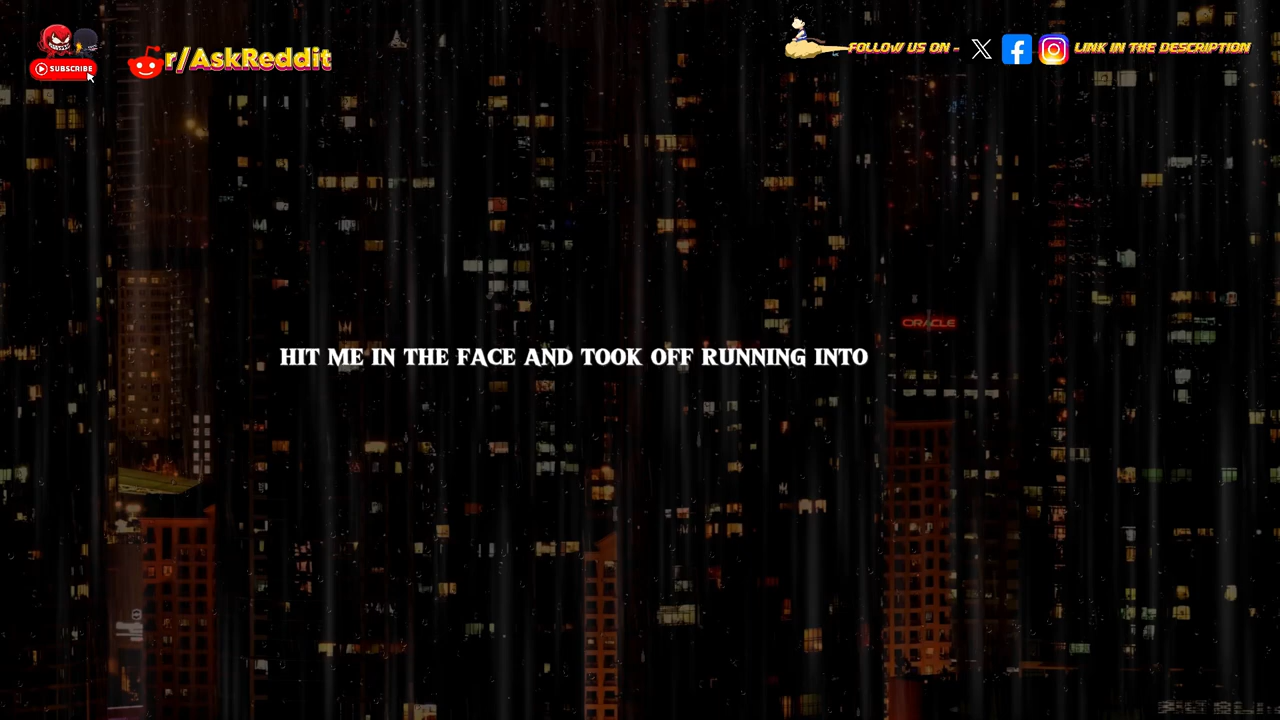 SUBSCRIBE
r/AskReddit
FOLLOW US ON -
LINK IN THE DESCRIPTION
ORACLE
HIT ME IN THE FACE AND TOOK OFF RUNNING INTO